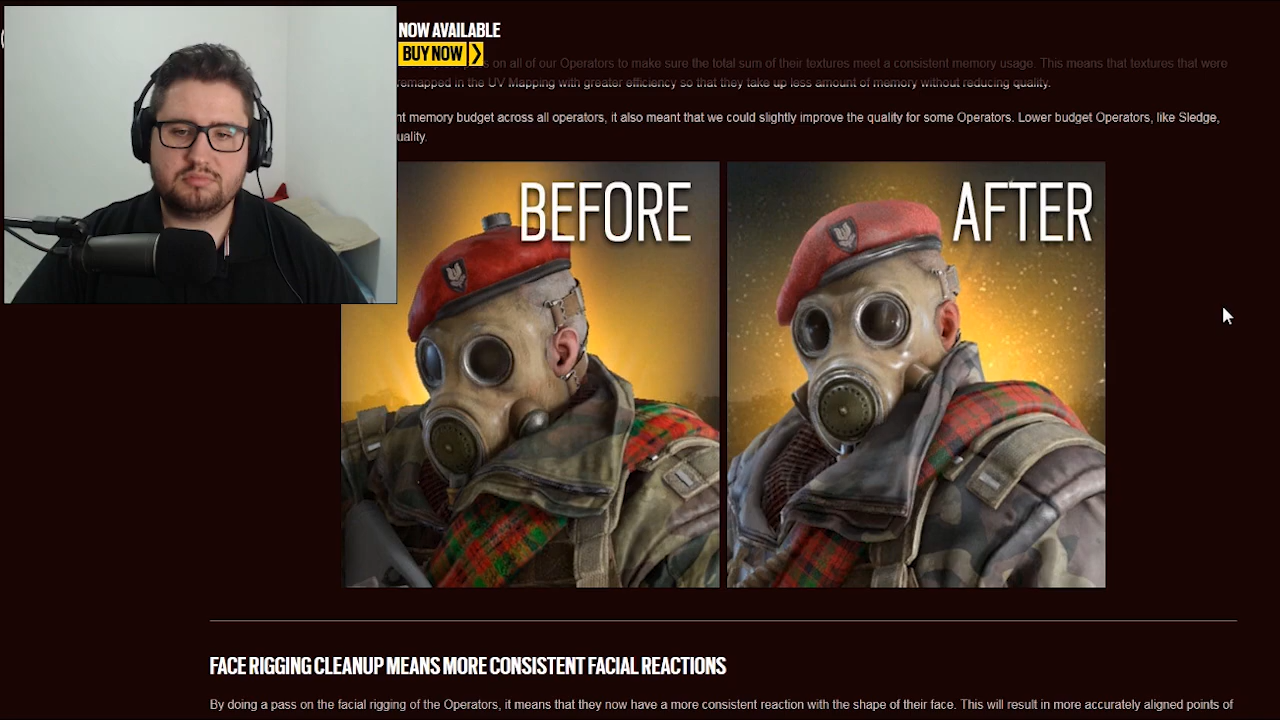 NOW AVAILABLE
BUY NOW
on all of our Operators to make sure the total sum of their textures meet a consistent memory usage. This means that textures that were
remapped in the UV Mapping with greater efficiency so that they take up less amount of memory without reducing quality.
nt memory budget across all operators, it also meant that we could slightly improve the quality for some Operators. Lower budget Operators, like Sledge,
uality.
BEFORE
AFTER
FACE RIGGING CLEANUP MEANS MORE CONSISTENT FACIAL REACTIONS
By doing a pass on the facial rigging of the Operators, it means that they now have a more consistent reaction with the shape of their face. This will result in more accurately aligned points of